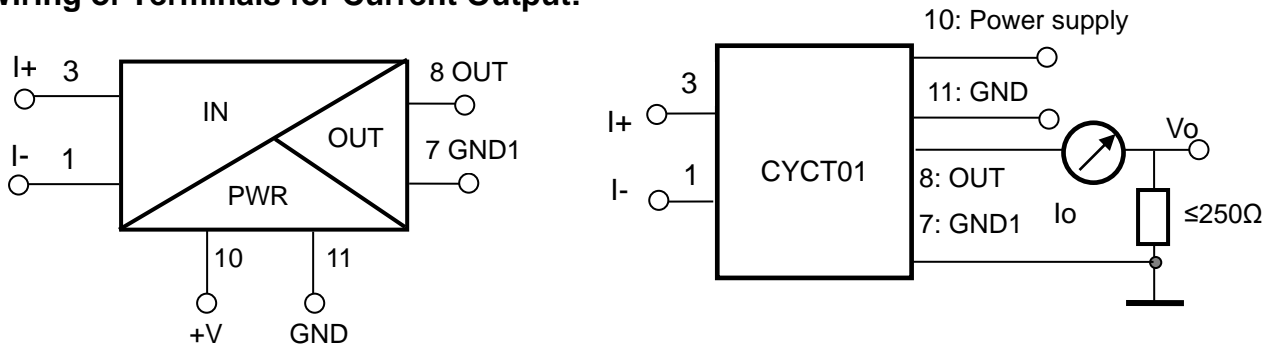 Wiring of Terminals for Current Output:
I+ 3
IN
8 OUT
OUT
I- 1
7 GND1
PWR
10
11
+V
GND
10: Power supply
3
I+
11: GND
Vo
1
I-
CYCT01
8: OUT
Io
≤250Ω
7: GND1